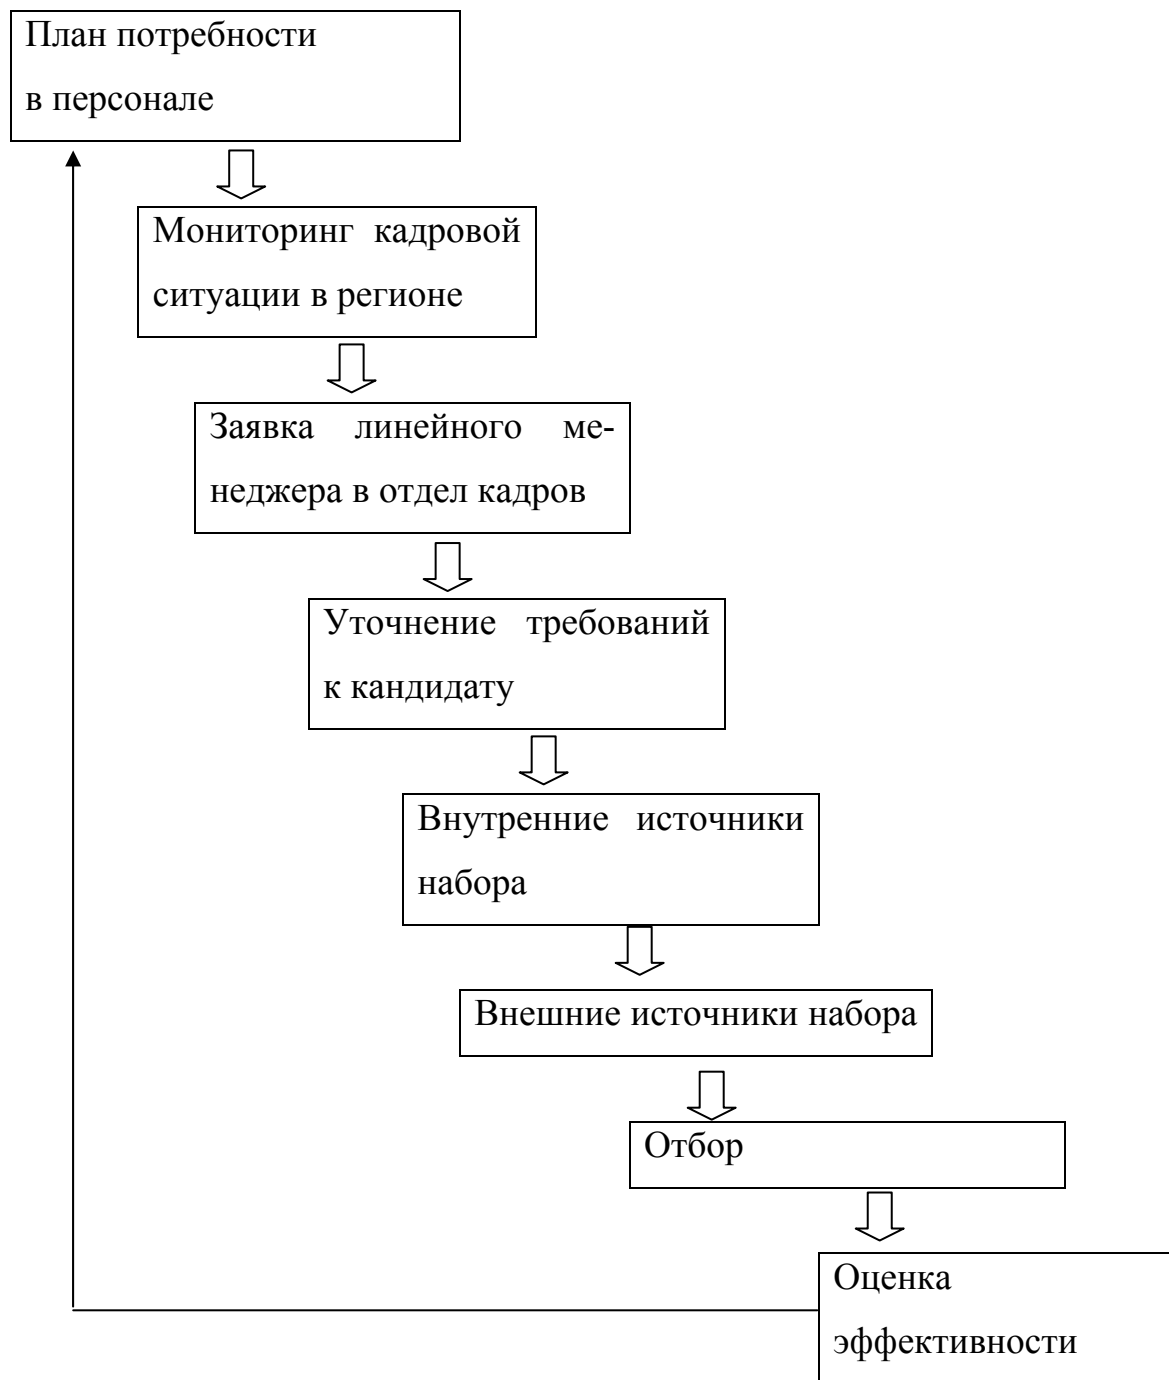 План потребности
в персонале
Мониторинг кадровой
ситуации в регионе
Заявка линейного ме-
неджера в отдел кадров
Уточнение требований
к кандидату
Внутренние источники
набора
Внешние источники набора
Отбор
Оценка
эффективности